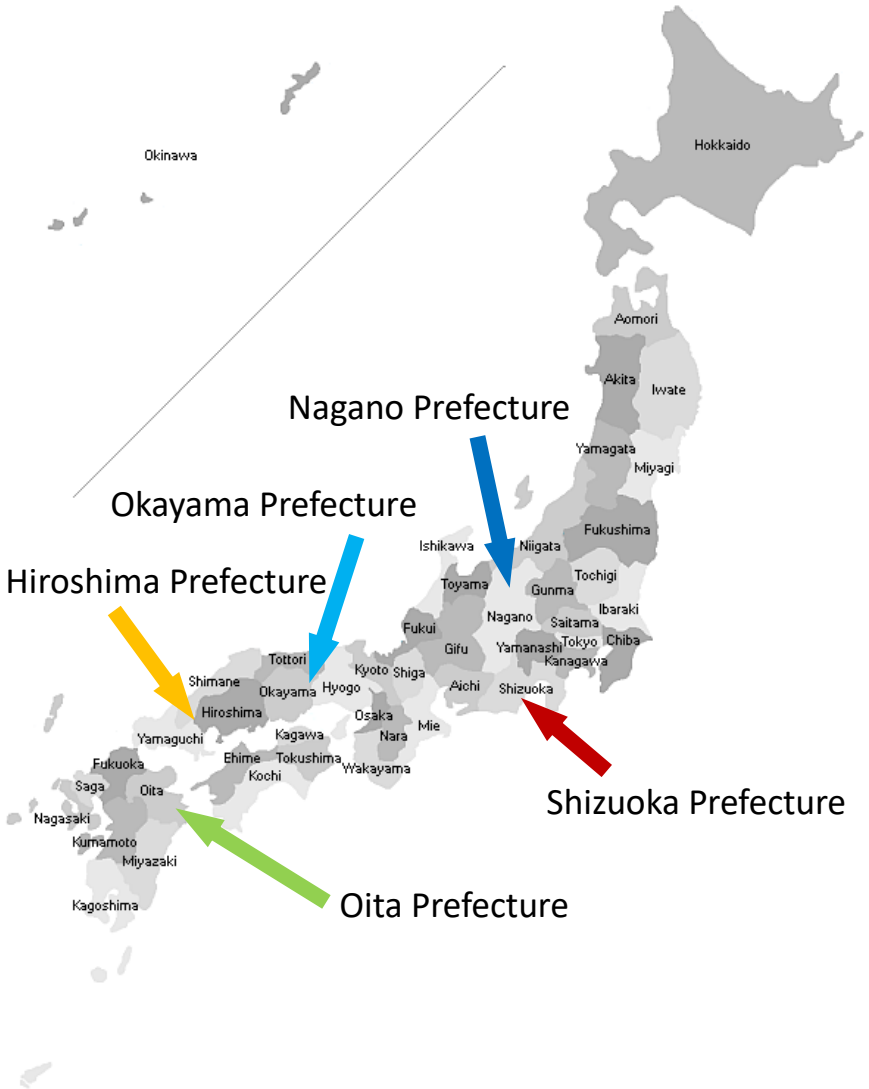 Okinawa
Hokkaido
Aomori
Akita
Iwate
Nagano Prefecture
Yamagata
Miyagi
Okayama Prefecture
Fukushima
Ishikawa
Niigata
Hiroshima Prefecture
Toyama
Tochigi
Gunma
Ibaraki
Nagano
Saitama
Fukui
Tokyo
Chiba
Gifu
Yamanashi
Kanagawa
Tottori
Kyoto
Shiga
Shimane
Okayama
Hyogo
Aichi
Shizuoka
Hiroshima
Osaka
Mie
Yamaguchi
Kagawa
Nara
Fukuoka
Ehime
Tokushima
Wakayama
Kochi
Saga
Oita
Shizuoka Prefecture
Nagasaki
Kumamoto
Miyazaki
Kagoshima
Oita Prefecture